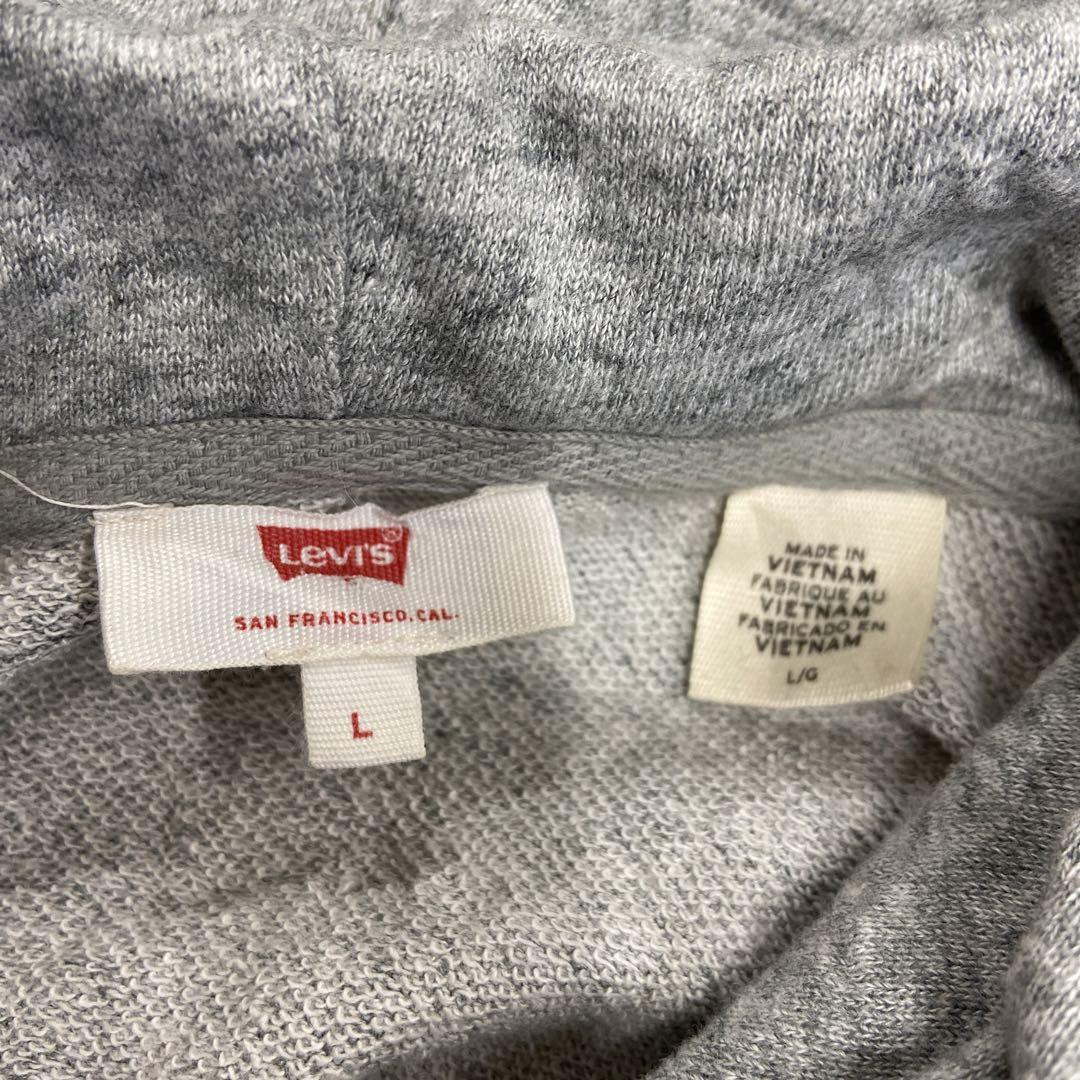 LEVI'S®
SAN FRANCISCO, CAL.
L
MADE IN
VIETNAM
FABRIQUE AU
VIETNAM
FABRICADO EN
VIETNAM
L/G